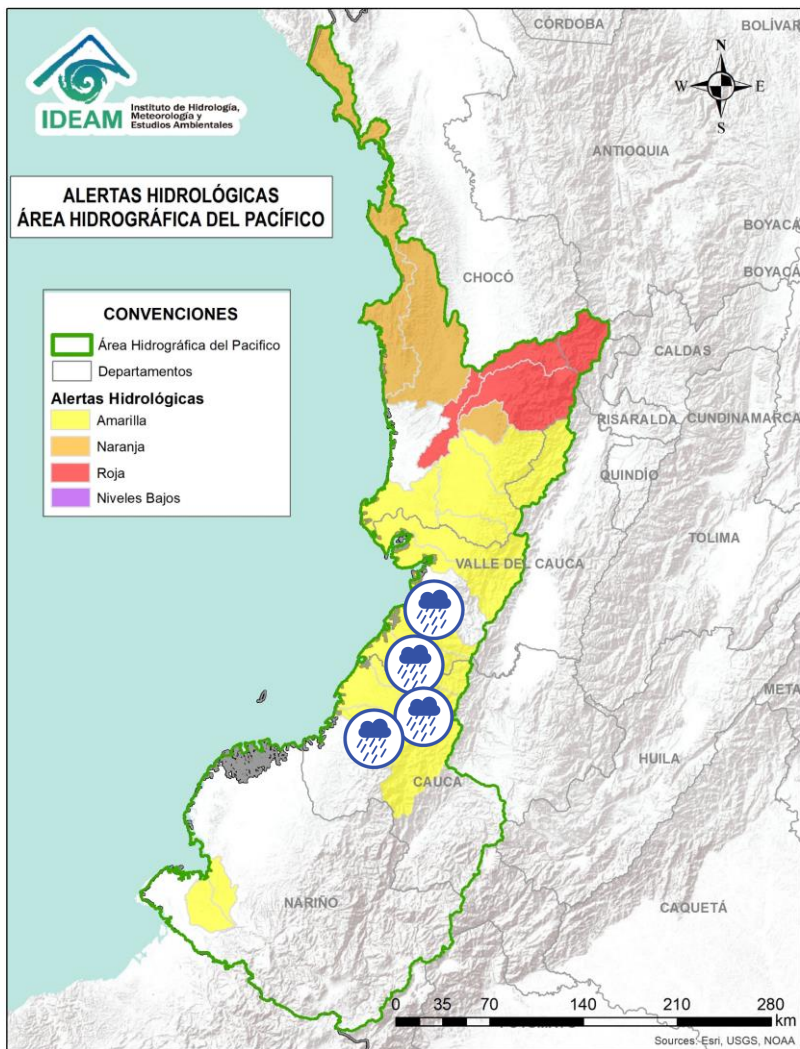 IDEAM
Instituto de Hidrología,
Meteorología y
Estudios Ambientales
ALERTAS HIDROLÓGICAS
ÁREA HIDROGRÁFICA DEL PACÍFICO
CONVENCIONES
Área Hidrográfica del Pacifico
Departamentos
Alertas Hidrológicas
Amarilla
Naranja
Roja
Niveles Bajos
CÓRDOBA
BOLÍVAR
N
W
E
S
ANTIOQUIA
BOYACÁ
CHOCÓ
BOYACÁ
CALDAS
RISARALDA
CUNDINAMARCA
QUINDÍO
TOLIMA
VALLE DEL CAUCA
META
HUILA
CAUCA
NARIÑO
CAQUETÁ
0 35 70 140 210 280
km
Sources: Esri, USGS, NOAA